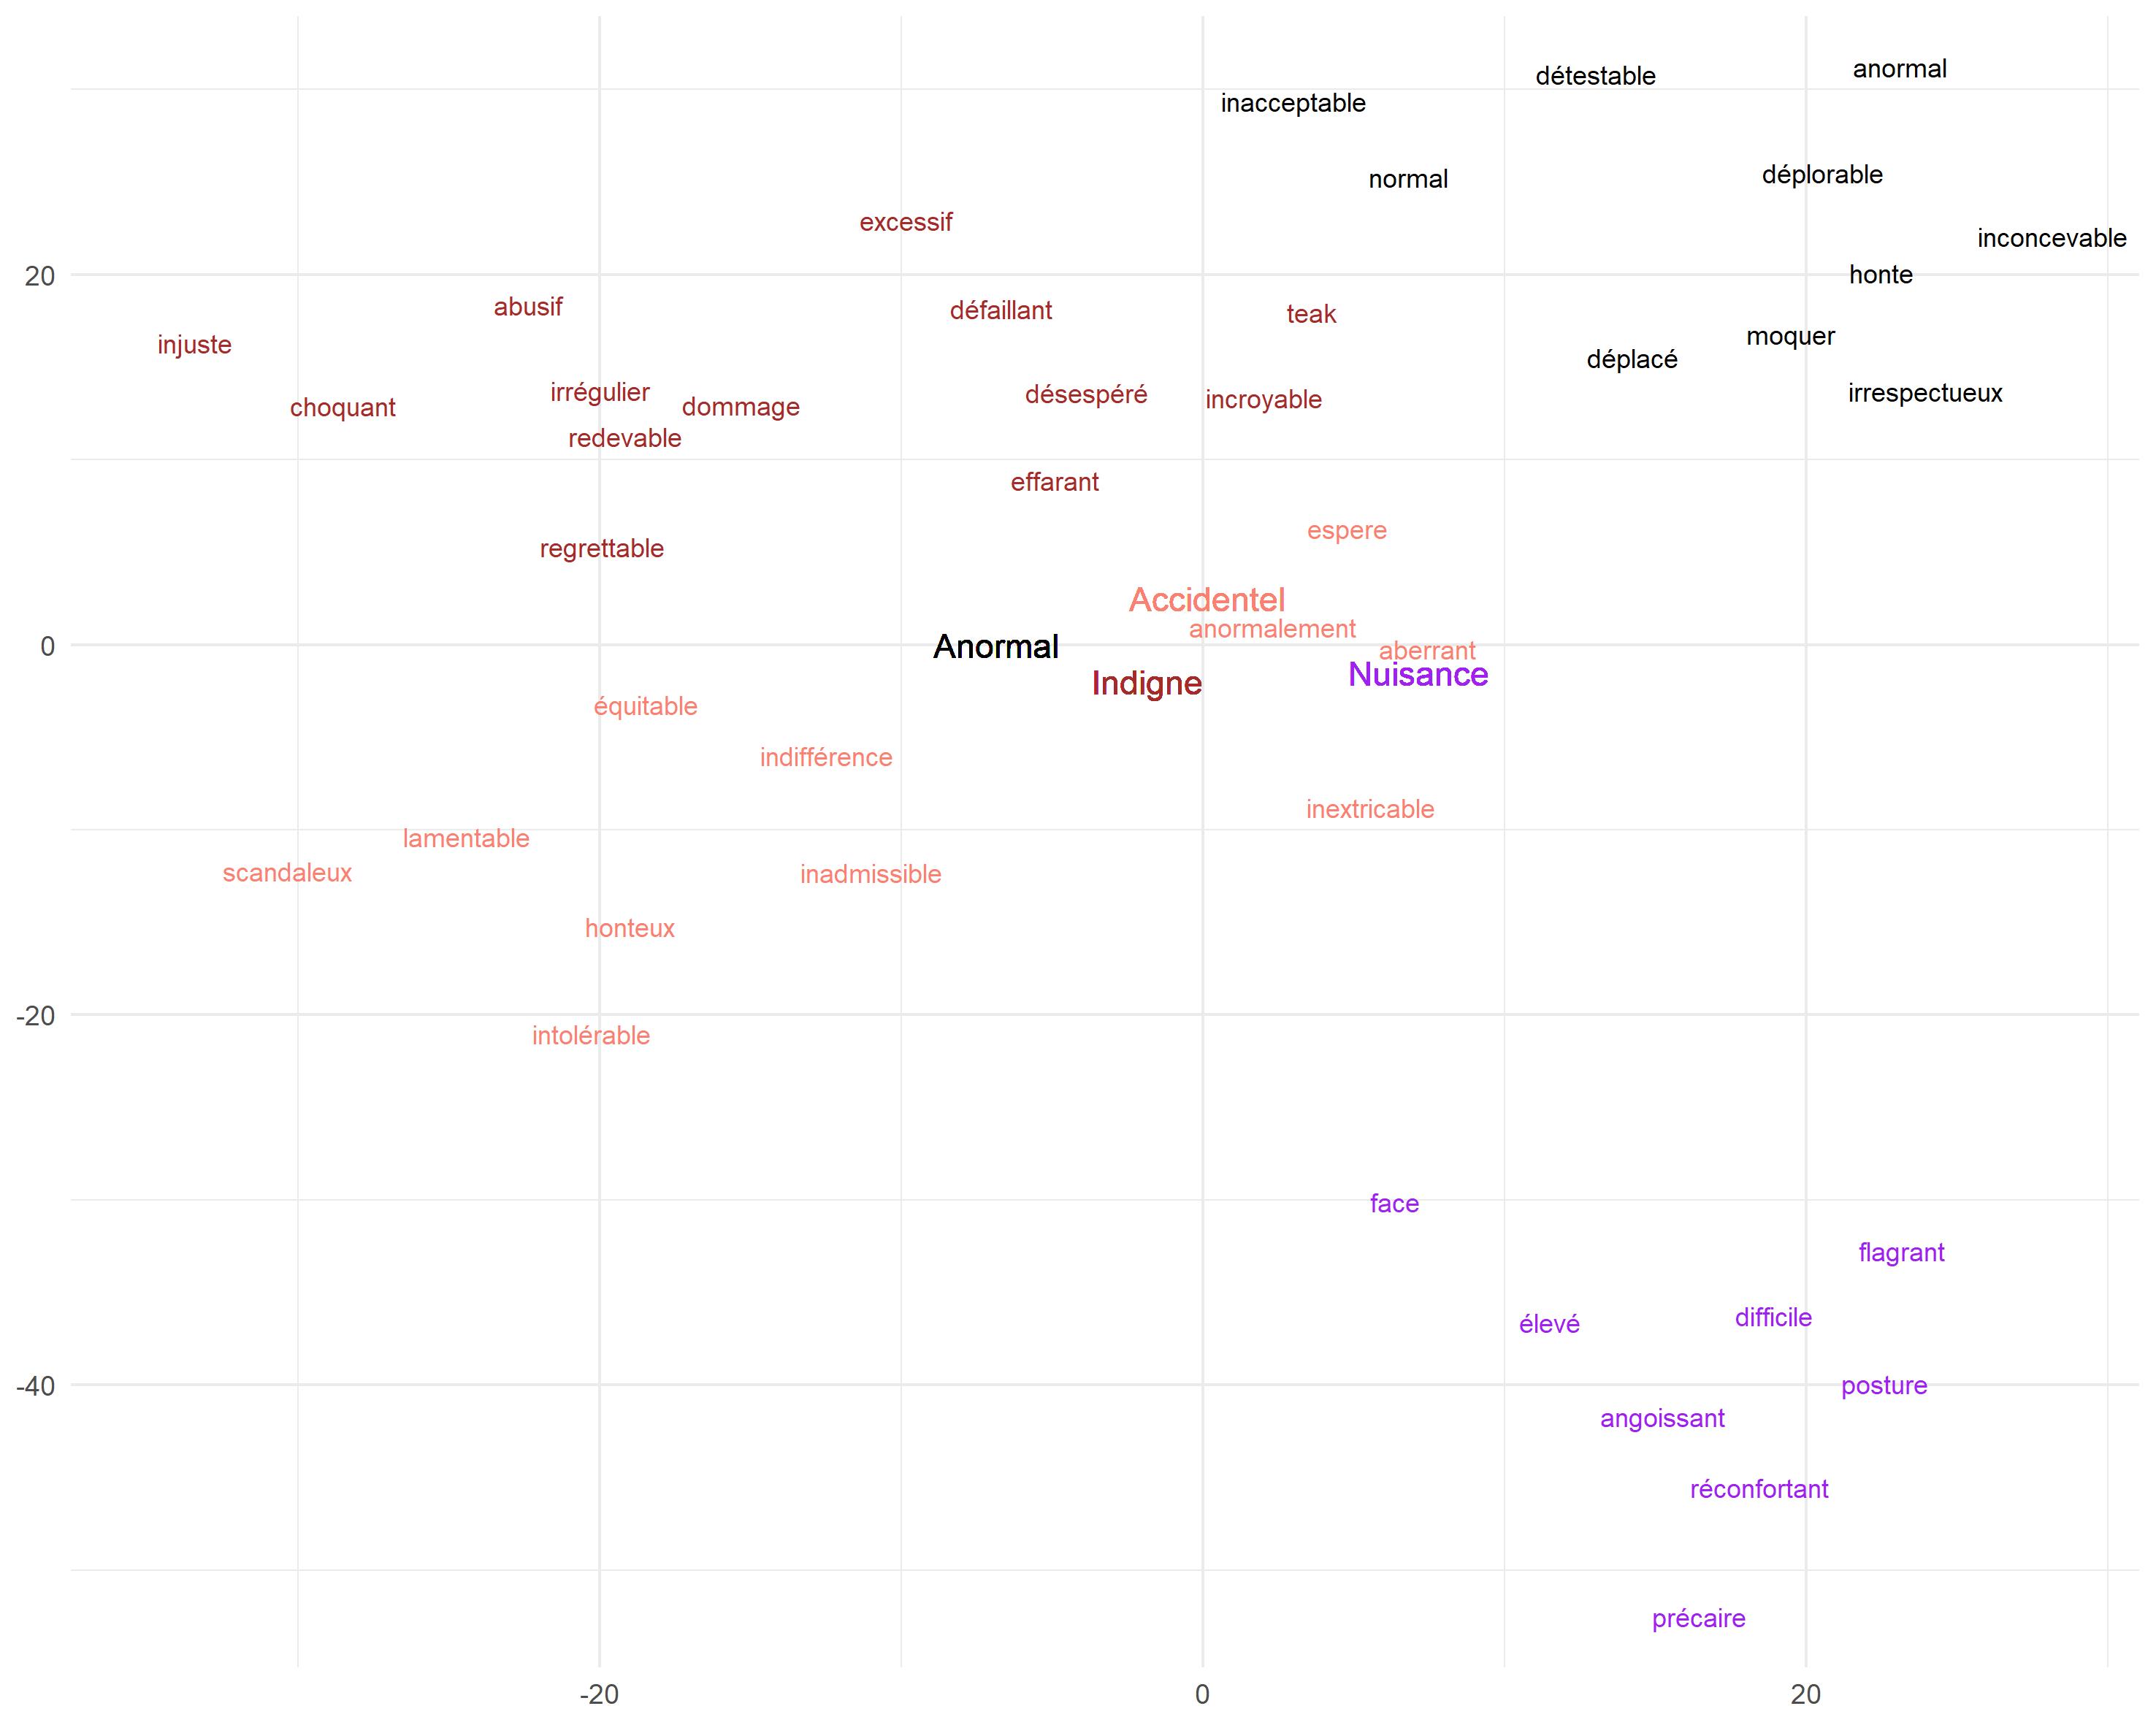 anormal
détestable
inacceptable
déplorable
normal
excessif
inconcevable
20
honte
abusif
défaillant
teak
moquer
injuste
déplacé
irrégulier
désespéré
irrespectueux
choquant
dommage
incroyable
redevable
effarant
espere
regrettable
Accidentel
anormalement
0
Anormal
aberrant
Nuisance
Indigne
équitable
indifférence
inextricable
lamentable
scandaleux
inadmissible
honteux
-20
intolérable
face
flagrant
difficile
élevé
-40
posture
angoissant
réconfortant
précaire
-20 0 20